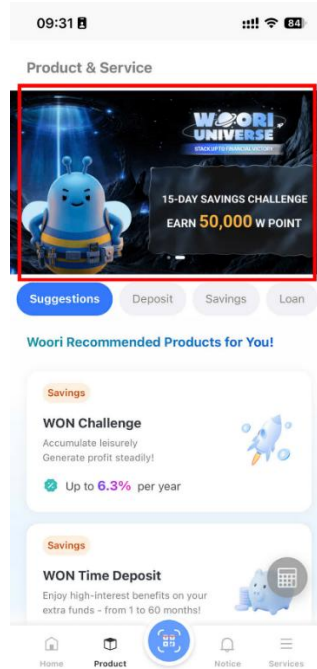 09:31
84
Product & Service
WOORI
UNIVERSE
STACK UP TO FINANCIAL VICTORY
15-DAY SAVINGS CHALLENGE
EARN 50,000 W POINT
Suggestions
Deposit
Savings
Loan
Woori Recommended Products for You!
Savings
WON Challenge
Accumulate leisurely
Generate profit steadily!
Up to 6.3% per year
Savings
WON Time Deposit
Enjoy high-interest benefits on your
extra funds - from 1 to 60 months!
Home
Product
Notice
Services